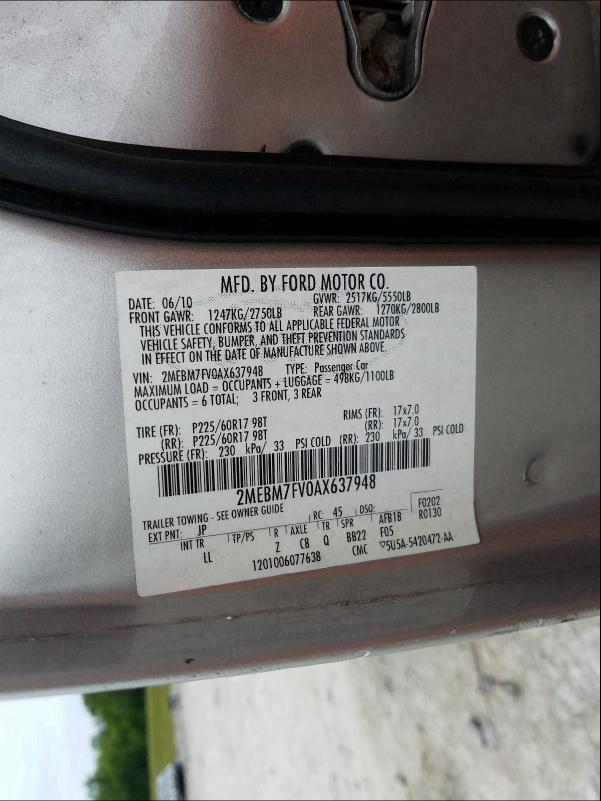 MFD. BY FORD MOTOR CO.
DATE: 06/10 GVWR: 2517KG/5550LB
FRONT GAWR: 1247KG/2750LB REAR GAWR: 1270KG/2800LB
THIS VEHICLE CONFORMS TO ALL APPLICABLE FEDERAL MOTOR
VEHICLE SAFETY, BUMPER, AND THEFT PREVENTION STANDARDS
IN EFFECT ON THE DATE OF MANUFACTURE SHOWN ABOVE.
VIN: 2MEBM7FV0AX637948 TYPE: Passenger Car
MAXIMUM LOAD = OCCUPANTS + LUGGAGE = 498KG/1100LB
OCCUPANTS = 6 TOTAL; 3 FRONT, 3 REAR
TIRE (FR): P225/60R17 98T RIMS (FR) 17x7.0
(RR): P225/60R17 98T (RR): 17x7.0
PRESSURE (FR): 230 kPa/ 33 PSI COLD (RR): 230 kPa/ 33 PSI COLD
2MEBM7FV0AX637948
TRAILER TOWING - SEE OWNER GUIDE
EXT PNT: JP RC: 45 DSO: F0202
INT TR TP/PS R AXLE TR SPR AFB1B R0130
LL Z C8 Q BB22 F05
1201006077638 CMC 5U5A-5420472-AA